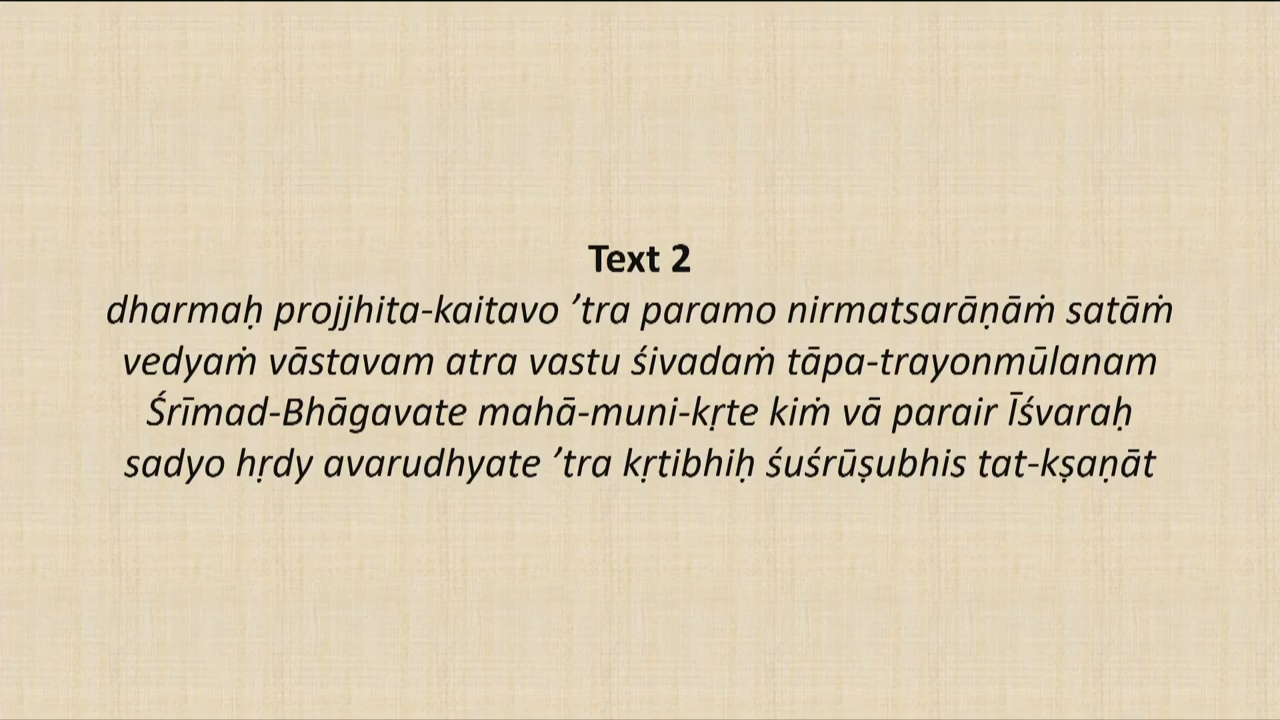 Text 2
dharmaḥ projjhita-kaitavo ’tra paramo nirmatsarāṇāṁ satāṁ
vedyaṁ vāstavam atra vastu śivadaṁ tāpa-trayonmūlanam
Śrīmad-Bhāgavate mahā-muni-kṛte kiṁ vā parair Īśvaraḥ
sadyo hṛdy avarudhyate ’tra kṛtibhiḥ śuśrūṣubhis tat-kṣaṇāt